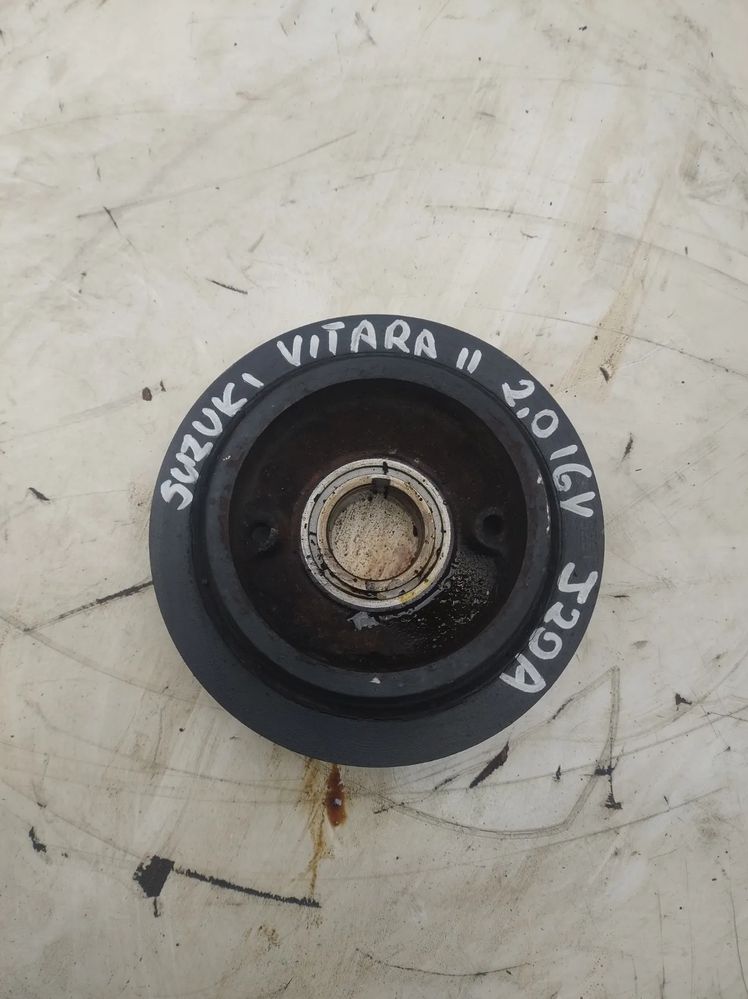 SUZUKI VITARA II 2.0 16V J20A